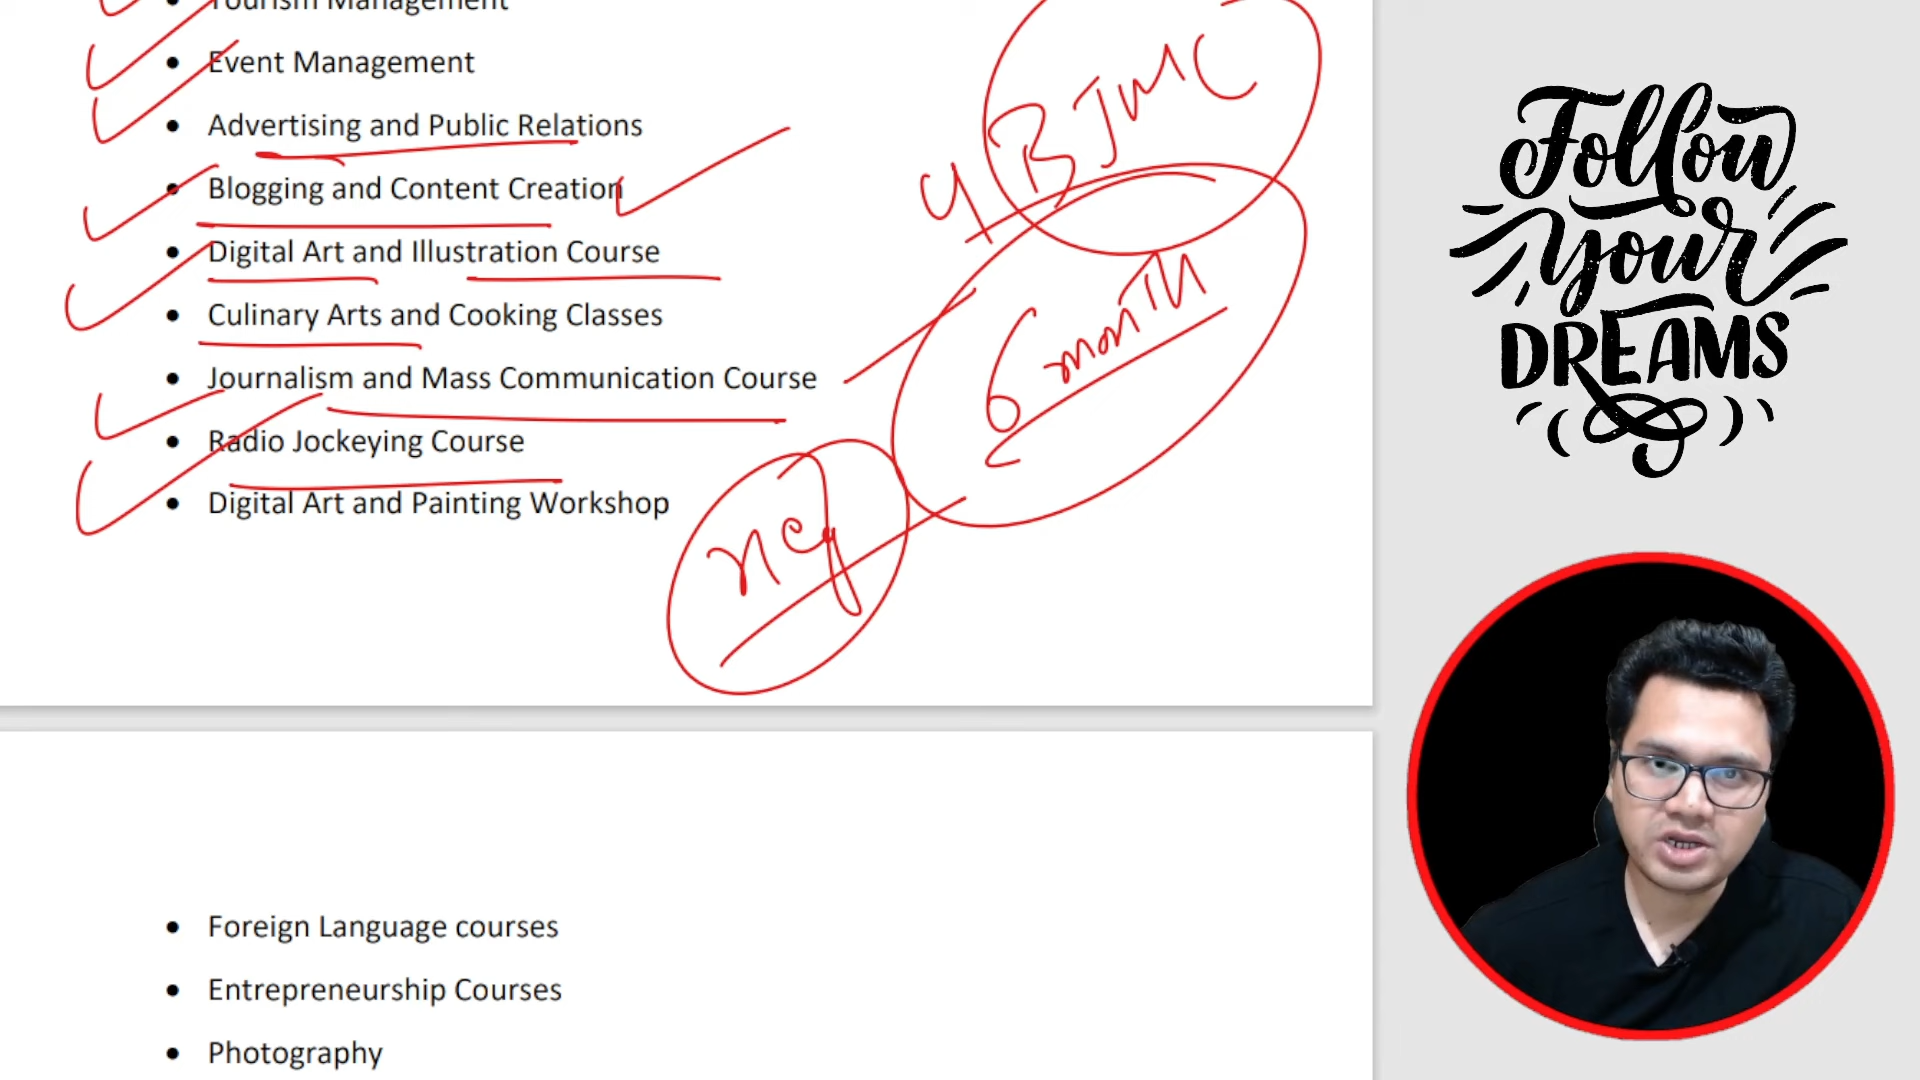 Tourism Management
• Event Management
• Advertising and Public Relations
• Blogging and Content Creation
• Digital Art and Illustration Course
• Culinary Arts and Cooking Classes
• Journalism and Mass Communication Course
• Radio Jockeying Course
• Digital Art and Painting Workshop
BJMC
6 month
• Foreign Language courses
• Entrepreneurship Courses
• Photography
Follow
Your
DREAMS